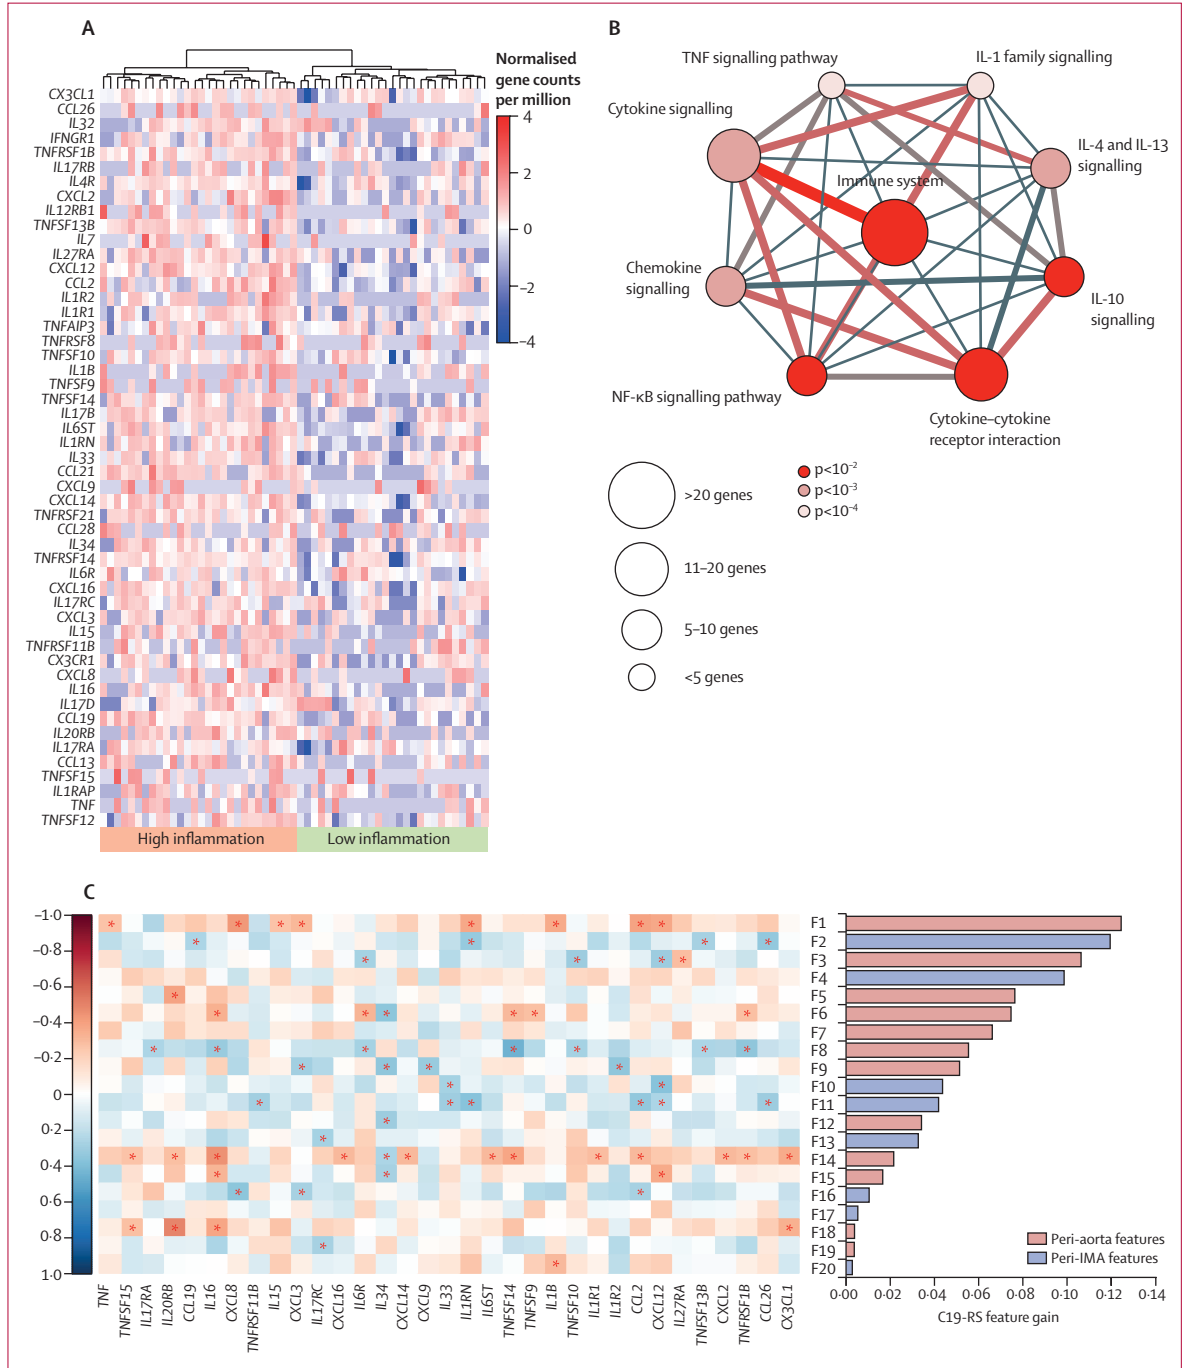 A
Normalised
gene counts
per million
4
2
0
−2
−4
CX3CL1
CCL26
IL32
IFNGR1
TNFRSF1B
IL17RB
IL4R
CXCL2
IL12RB1
TNFSF13B
IL7
IL27RA
CXCL12
CCL2
IL1R2
IL1R1
TNFAIP3
TNFRSF8
TNFSF10
IL1B
TNFSF9
TNFSF14
IL17B
IL6ST
IL1RN
IL33
CCL21
CXCL9
CXCL14
TNFRSF21
CCL28
IL34
TNFRSF14
IL6R
CXCL16
IL17RC
CXCL3
IL15
TNFRSF11B
CX3CR1
CXCL8
IL16
IL17D
CCL19
IL20RB
IL17RA
CCL13
TNFSF15
IL1RAP
TNF
TNFSF12
High inflammation
Low inflammation
B
TNF signalling pathway
IL-1 family signalling
Cytokine signalling
IL-4 and IL-13
signalling
Immune system
Chemokine
signalling
IL-10
signalling
NF-κB signalling pathway
Cytokine–cytokine
receptor interaction
>20 genes
11–20 genes
5–10 genes
<5 genes
p<10⁻²
p<10⁻³
p<10⁻⁴
C
−1·0
−0·8
−0·6
−0·4
−0·2
0
0·2
0·4
0·6
0·8
1·0
TNF
TNFSF15
IL17RA
IL20RB
CCL19
IL16
CXCL8
TNFRSF11B
IL15
CXCL3
IL17RC
CXCL16
IL6R
IL34
CXCL14
CXCL9
IL33
IL1RN
IL6ST
TNFSF14
TNFSF9
IL1B
TNFSF10
IL1R1
IL1R2
CCL2
CXCL12
IL27RA
TNFSF13B
CXCL2
TNFRSF1B
CCL26
CX3CL1
F1
F2
F3
F4
F5
F6
F7
F8
F9
F10
F11
F12
F13
F14
F15
F16
F17
F18
F19
F20
Peri-aorta features
Peri-IMA features
0·00
0·02
0·04
0·06
0·08
0·10
0·12
0·14
C19-RS feature gain